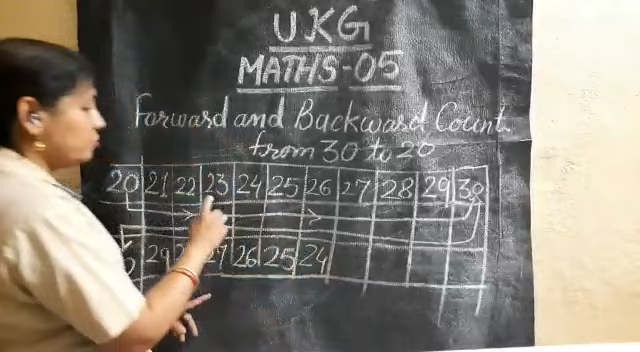 UKG
MATHS-05
Forward and Backward Count
from 30 to 20
20 21 22 23 24 25 26 27 28 29 30
29 27 26 25 24